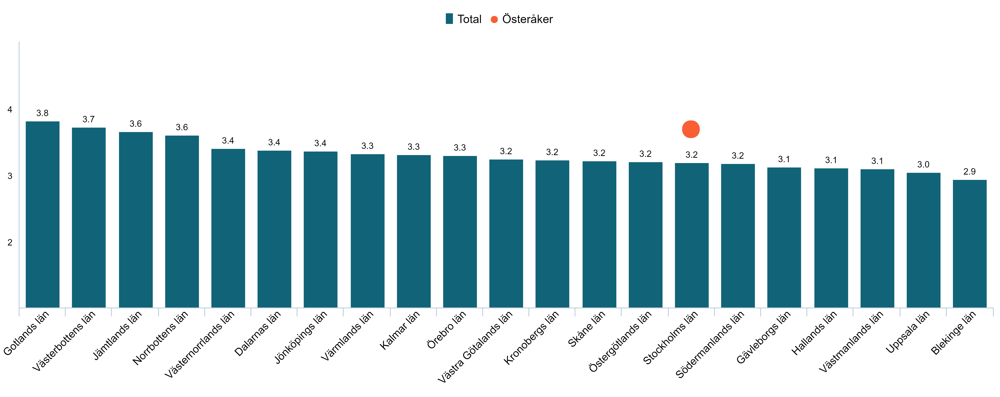 Total Österåker
4
3
2
3.8 3.7 3.6 3.6 3.4 3.4 3.4 3.3 3.3 3.3 3.2 3.2 3.2 3.2 3.2 3.2 3.1 3.1 3.1 3.0 2.9
Gotlands län
Västerbottens län
Jämtlands län
Norrbottens län
Västernorrlands län
Dalarnas län
Jönköpings län
Värmlands län
Kalmar län
Örebro län
Västra Götalands län
Kronobergs län
Skåne län
Östergötlands län
Stockholms län
Södermanlands län
Gävleborgs län
Hallands län
Västmanlands län
Uppsala län
Blekinge län